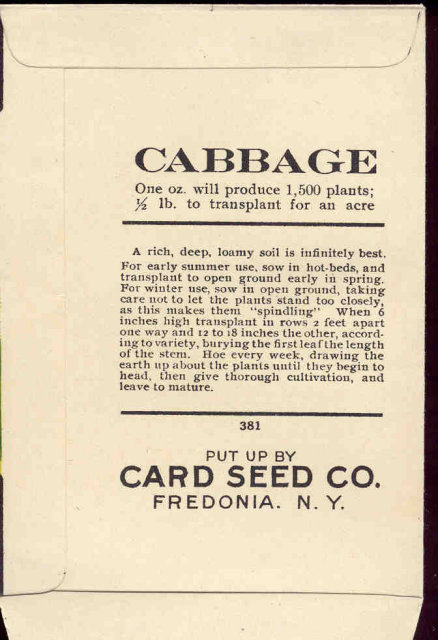 CABBAGE
One oz. will produce 1,500 plants;
½ lb. to transplant for an acre
A rich, deep, loamy soil is infinitely best.
For early summer use, sow in hot-beds, and
transplant to open ground early in spring.
For winter use, sow in open ground, taking
care not to let the plants stand too closely,
as this makes them "spindling" When 6
inches high transplant in rows 2 feet apart
one way and 12 to 18 inches the other, accord-
ing to variety, burying the first leaf the length
of the stem. Hoe every week, drawing the
earth up about the plants until they begin to
head, then give thorough cultivation, and
leave to mature.
381
PUT UP BY
CARD SEED CO.
FREDONIA. N. Y.